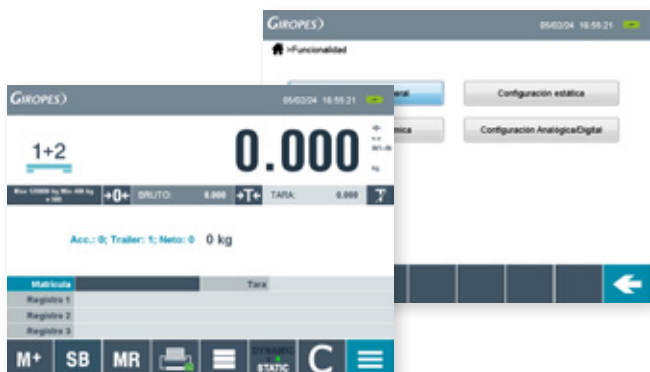 GIROPES)
05/02/24 16:55:21
>Funcionalidad
Configuración estática
Configuración Analógica/Digital
GIROPES)
05/02/24 16:55:21
1+2
0.000
kg
→0←
BRUTO:
0.000
→T←
TARA:
0.000
Acc.: 0; Trailer: 1; Neto: 0 0 kg
Matrícula
Tara
Registro 1
Registro 2
Registro 3
M+
SB
MR
DYNAMIC
STATIC
C